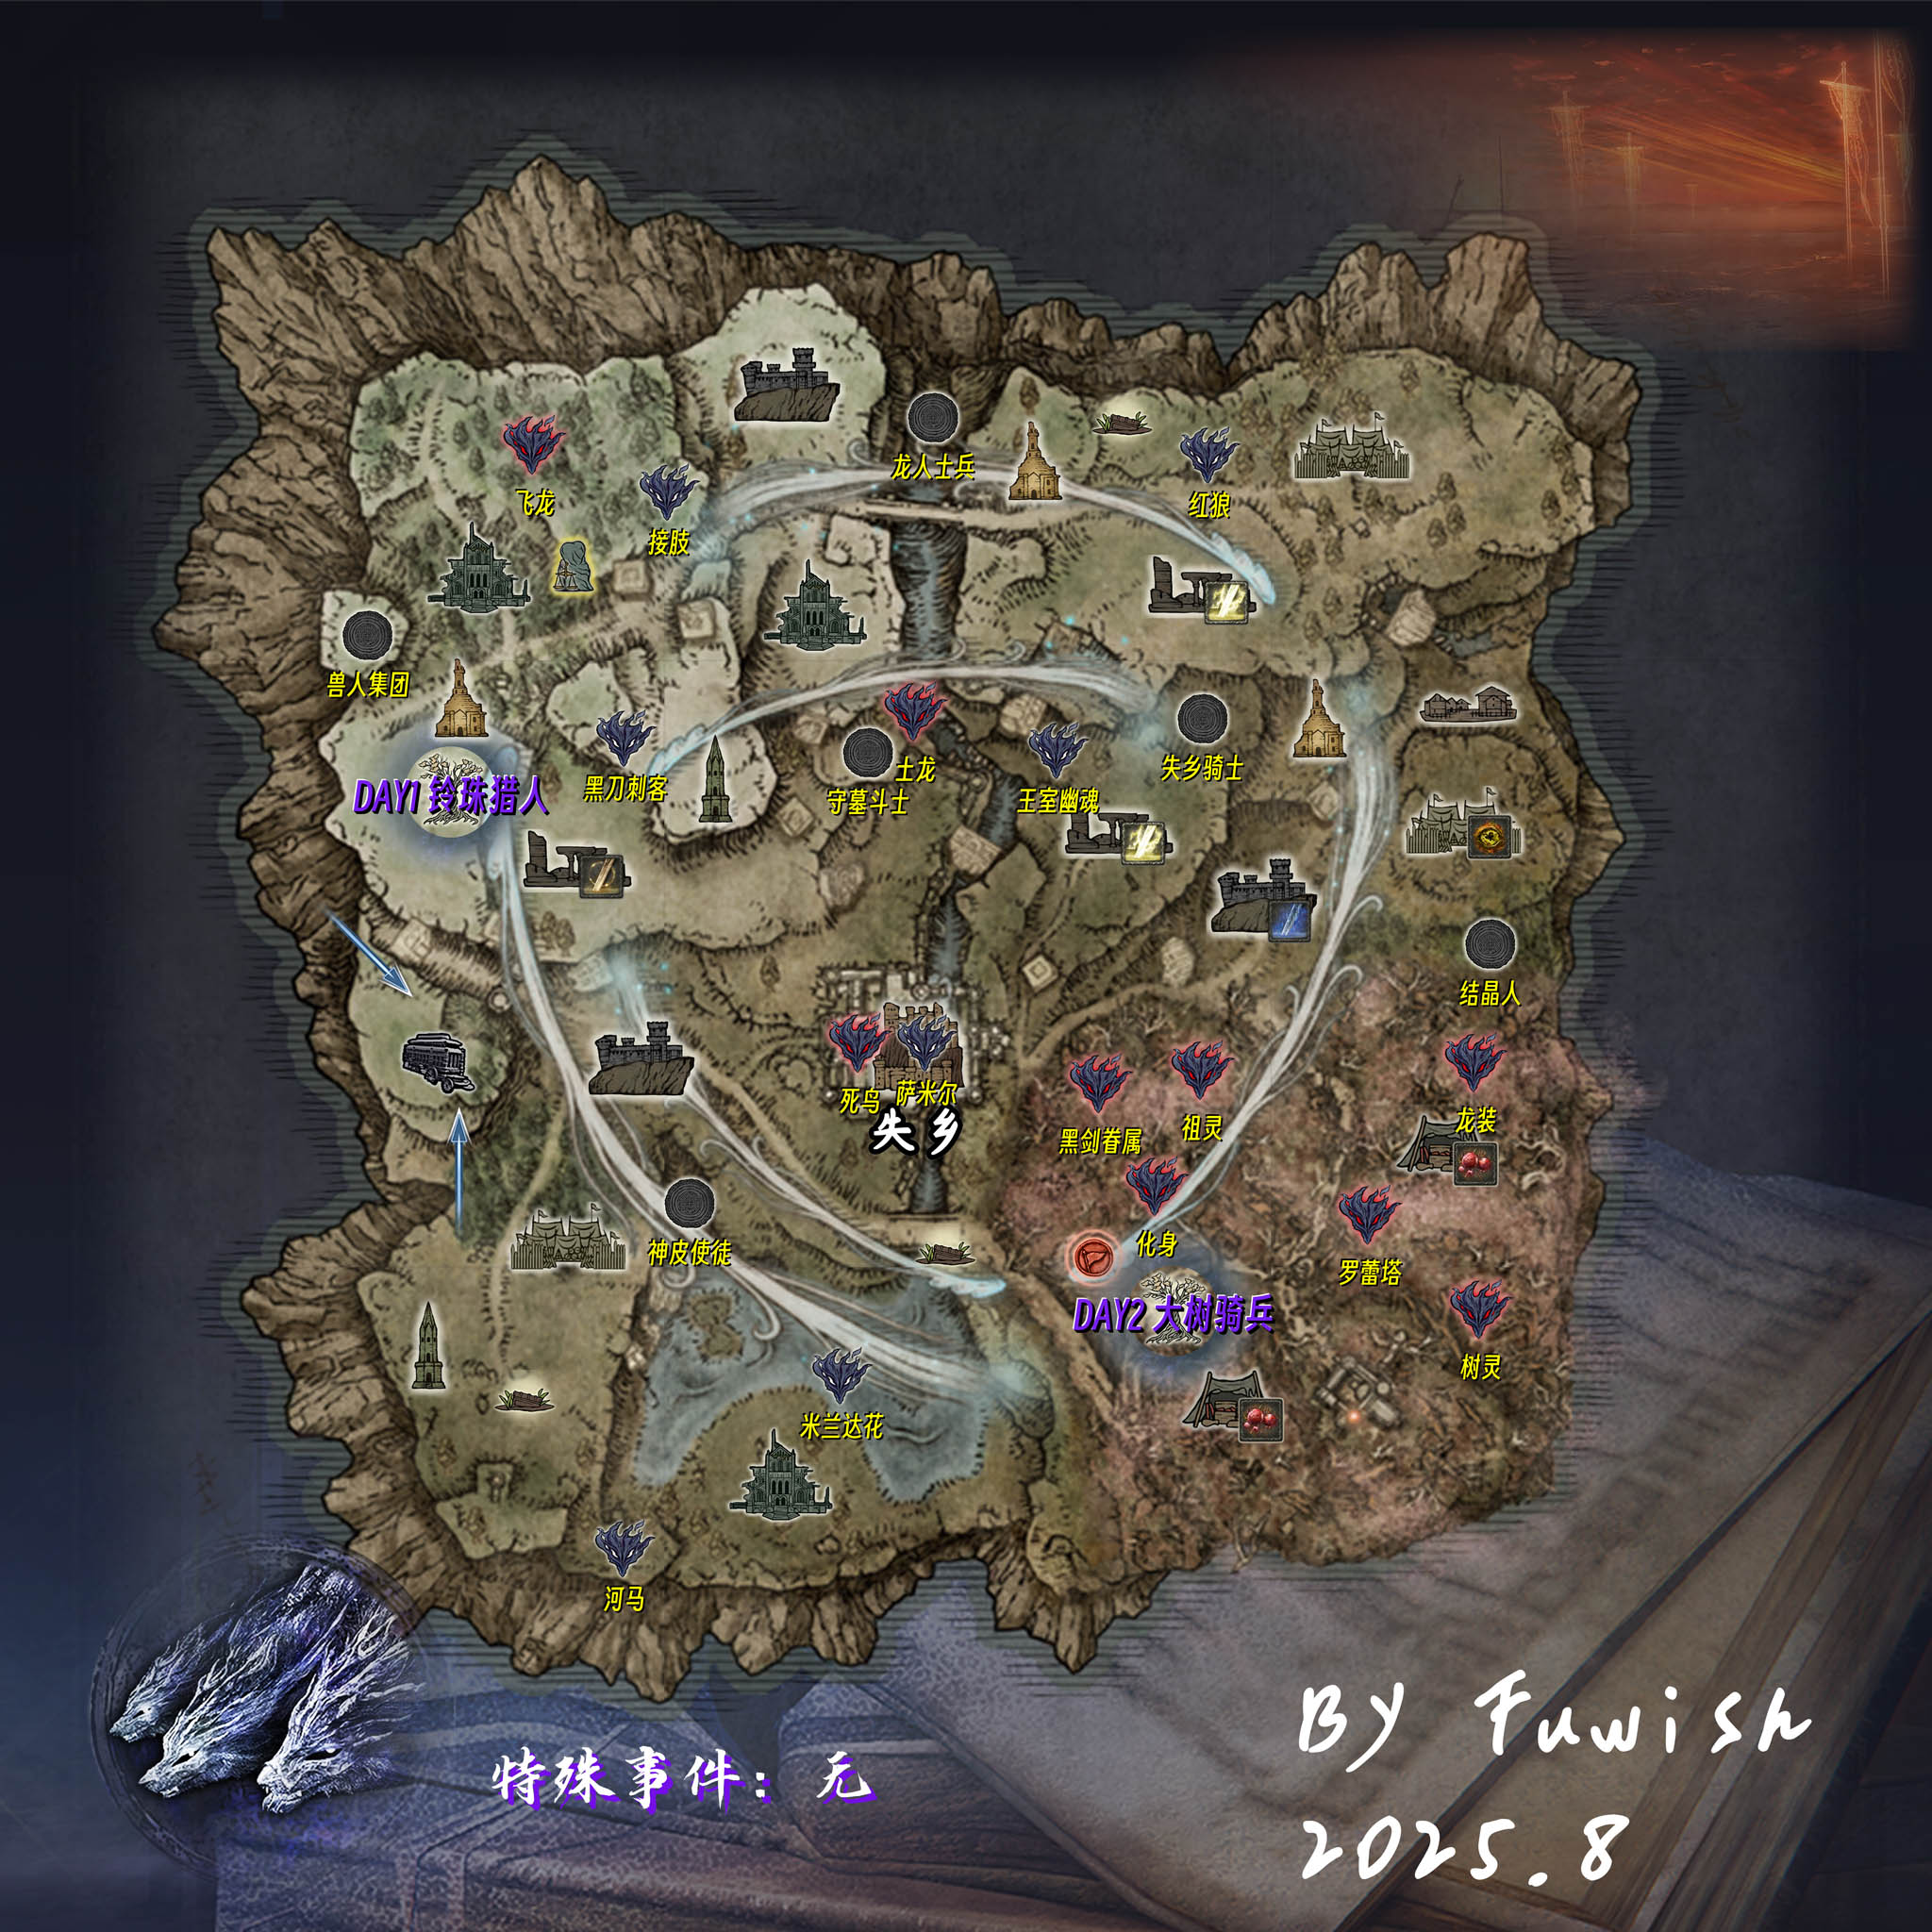 龙人士兵
飞龙
红狼
接肢
兽人集团
失乡骑士
土龙
DAY1 铃珠猎人
黑刀刺客
守墓斗士
王室幽魂
结晶人
死鸟
萨米尔
失乡
龙装
祖灵
黑剑眷属
化身
神皮使徒
罗蕾塔
DAY2 大树骑兵
树灵
米兰达花
河马
特殊事件：无
By Fuwish
2025.8